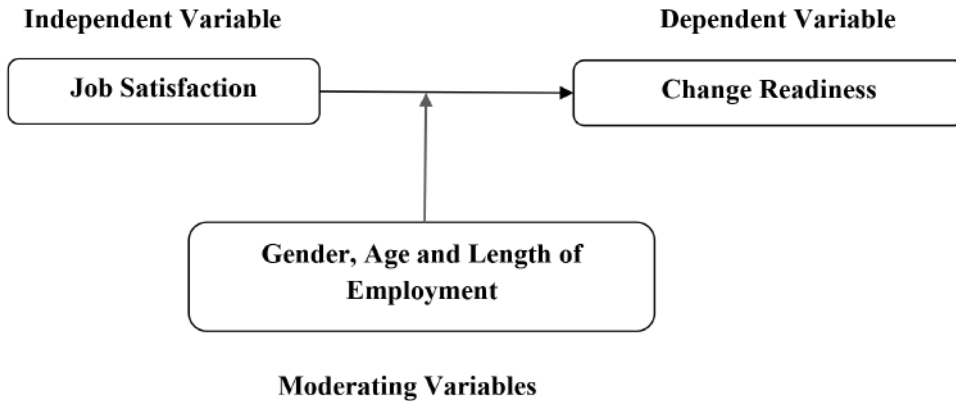 Independent Variable
Dependent Variable
Job Satisfaction
Change Readiness
Gender, Age and Length of
Employment
Moderating Variables